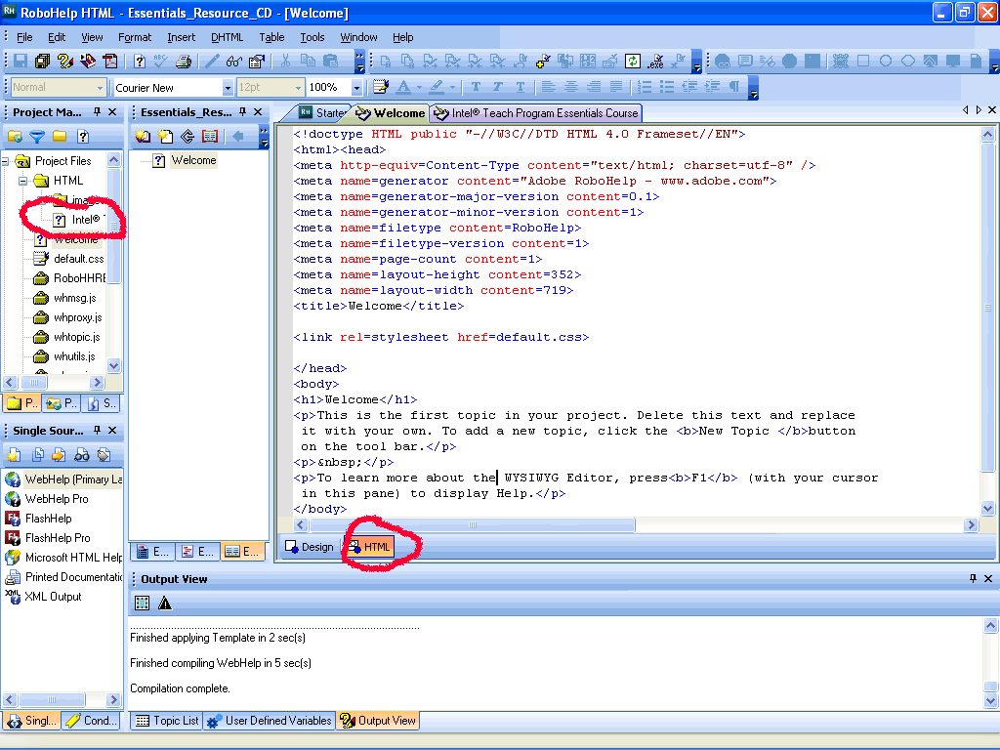 RoboHelp HTML - Essentials_Resource_CD - [Welcome]
File Edit View Format Insert DHTML Table Tools Window Help
Normal Courier New 12pt 100%
Project Ma...
Project Files
HTML
Intel®
Welcome
default.css
RoboHHRE
whmsg.js
whproxy.js
whtopic.js
whutils.js
P.. P.. S..
Single Sour...
WebHelp (Primary La
WebHelp Pro
FlashHelp
FlashHelp Pro
Microsoft HTML Help
Printed Documentatio
XML Output
Singl... Cond...
Essentials_Res...
Welcome
E... E... E...
Starte Welcome Intel® Teach Program Essentials Course
<!doctype HTML public "-//W3C//DTD HTML 4.0 Frameset//EN">
<html><head>
<meta http-equiv=Content-Type content="text/html; charset=utf-8" />
<meta name=generator content="Adobe RoboHelp - www.adobe.com">
<meta name=generator-major-version content=0.1>
<meta name=generator-minor-version content=1>
<meta name=filetype content=RoboHelp>
<meta name=filetype-version content=1>
<meta name=page-count content=1>
<meta name=layout-height content=352>
<meta name=layout-width content=719>
<title>Welcome</title>
<link rel=stylesheet href=default.css>
</head>
<body>
<h1>Welcome</h1>
<p>This is the first topic in your project. Delete this text and replace
it with your own. To add a new topic, click the <b>New Topic </b>button
on the tool bar.</p>
<p>&nbsp;</p>
<p>To learn more about the WYSIWYG Editor, press<b>F1</b> (with your cursor
in this pane) to display Help.</p>
</body>
Design HTML
Output View
Finished applying Template in 2 sec(s)
Finished compiling WebHelp in 5 sec(s)
Compilation complete.
Topic List User Defined Variables Output View